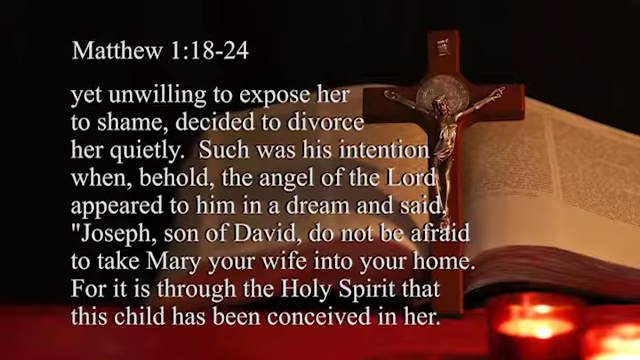 Matthew 1:18-24
yet unwilling to expose her
to shame, decided to divorce
her quietly.  Such was his intention
when, behold, the angel of the Lord
appeared to him in a dream and said,
"Joseph, son of David, do not be afraid
to take Mary your wife into your home.
For it is through the Holy Spirit that
this child has been conceived in her.